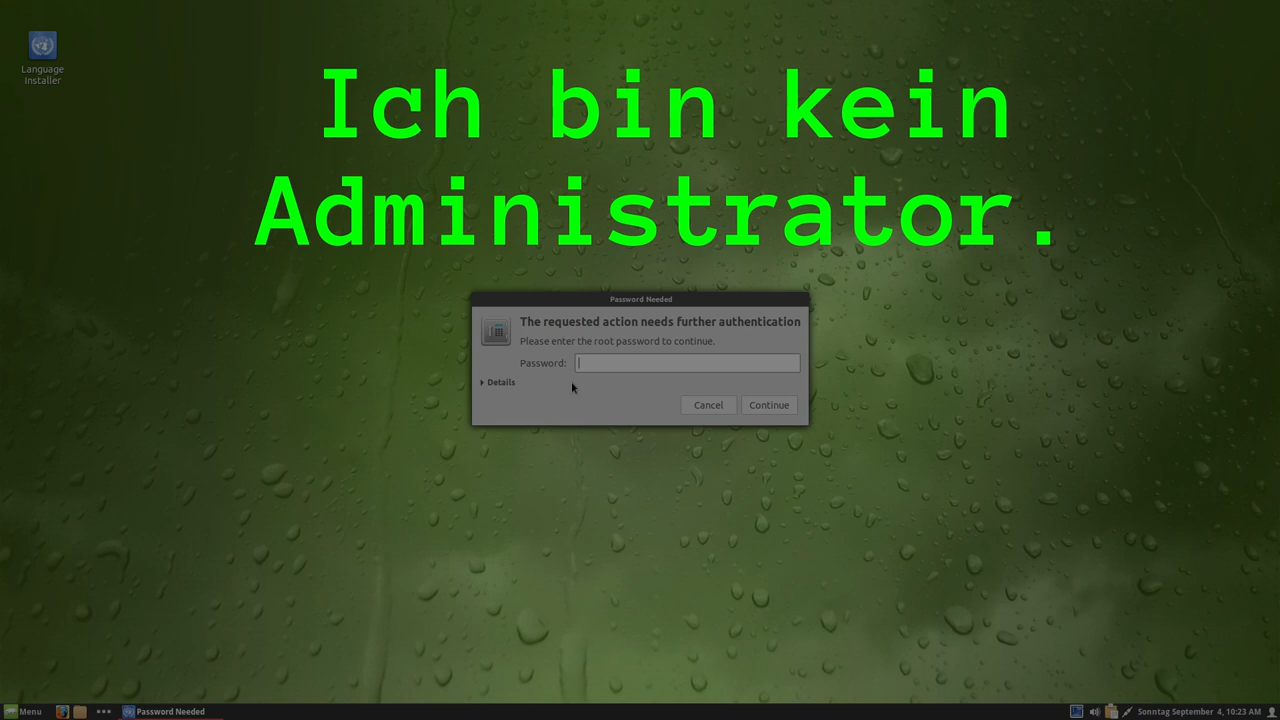 Language
Installer
Ich bin kein
Administrator.
Password Needed
The requested action needs further authentication
Please enter the root password to continue.
Password:
Details
Cancel
Continue
Menu
Password Needed
Sonntag September 4, 10:23 AM